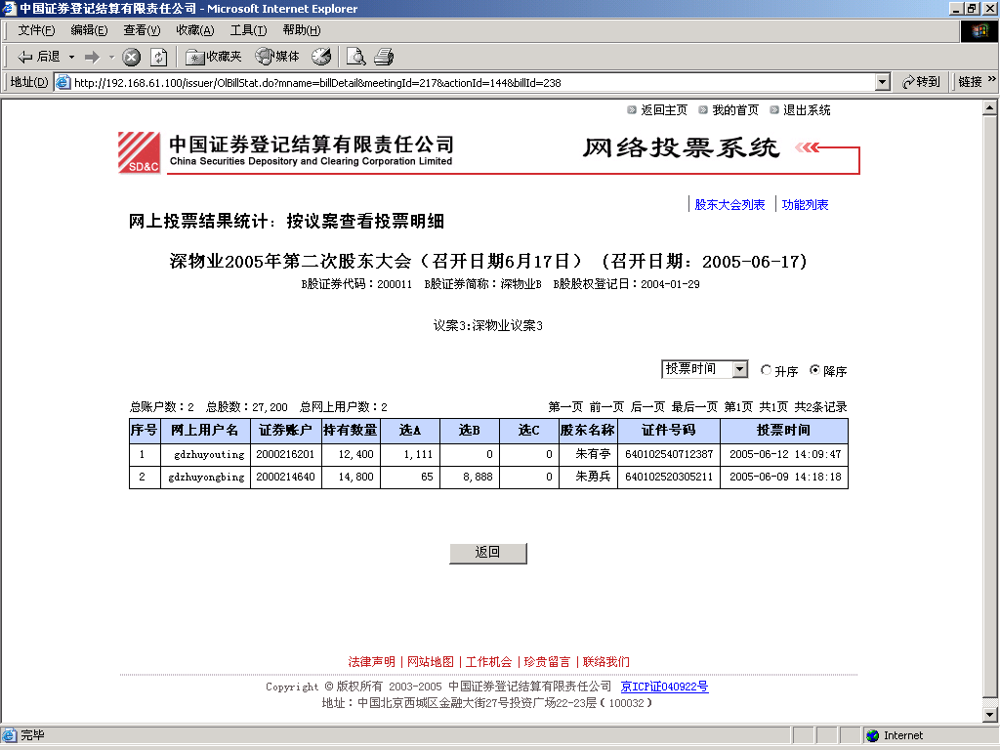 中国证券登记结算有限责任公司 - Microsoft Internet Explorer
文件(F) 编辑(E) 查看(V) 收藏(A) 工具(T) 帮助(H)
后退 收藏夹 媒体
地址(D) http://192.168.61.100/issuer/OlBillStat.do?mname=billDetail&meetingId=217&actionId=144&billId=238 转到 链接 »
返回主页 我的首页 退出系统
SD&C 中国证券登记结算有限责任公司 网络投票系统
China Securities Depository and Clearing Corporation Limited
股东大会列表 功能列表
网上投票结果统计：按议案查看投票明细
深物业2005年第二次股东大会（召开日期6月17日）（召开日期：2005-06-17）
B股证券代码：200011 B股证券简称：深物业B B股股权登记日：2004-01-29
议案3:深物业议案3
投票时间 升序 降序
总账户数：2 总股数：27,200 总网上用户数：2 第一页 前一页 后一页 最后一页 第1页 共1页 共2条记录
序号 网上用户名 证券账户 持有数量 选A 选B 选C 股东名称 证件号码 投票时间
1 gdzhuyouting 2000216201 12,400 1,111 0 0 朱有亭 640102540712387 2005-06-12 14:09:47
2 gdzhuyongbing 2000214640 14,800 65 8,888 0 朱勇兵 640102520305211 2005-06-09 14:18:18
返回
法律声明 | 网站地图 | 工作机会 | 珍贵留言 | 联络我们
Copyright © 版权所有 2003-2005 中国证券登记结算有限责任公司 京ICP证040922号
地址：中国北京西城区金融大街27号投资广场22-23层（100032）
完毕 Internet